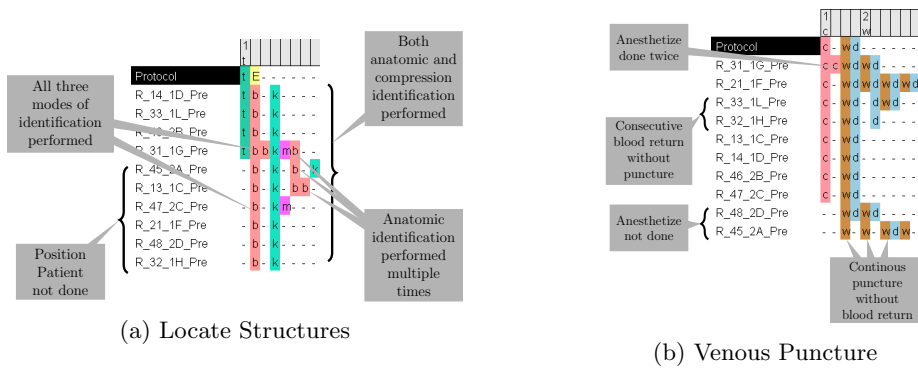 1
t
Protocol t E - - - - - -
R_14_1D_Pre t b - k - - - -
R_33_1L_Pre t b - k - - - -
t b - k - - - -
R_31_1G_Pre t b b k m b - -
b - k - b - k
R_13_1C_Pre - b - k - b b -
R_47_2C_Pre - b - k m - - -
R_21_1F_Pre - b - k - - - -
R_48_2D_Pre - b - k - - - -
R_32_1H_Pre - b - k - - - -
All three
modes of
identification
performed
Position
Patient
not done
Both
anatomic and
compression
identification
performed
Anatomic
identification
performed
multiple
times
(a) Locate Structures
1 2
c w
Protocol c - w d - - - - - -
R_31_1G_Pre c c w d w d - - - -
R_21_1F_Pre c - w d w d w d w d
R_33_1L_Pre c - w d - d w d - -
R_32_1H_Pre c - w d - d - - - -
R_13_1C_Pre c - w d - - - - - -
R_14_1D_Pre c - w d - - - - - -
R_46_2B_Pre c - w d - - - - - -
R_47_2C_Pre c - w d - - - - - -
R_48_2D_Pre - - w d w d - - - -
R_45_2A_Pre - - w - w - w d w -
Anesthetize
done twice
Consecutive
blood return
without
puncture
Anesthetize
not done
Continous
puncture
without
blood return
(b) Venous Puncture